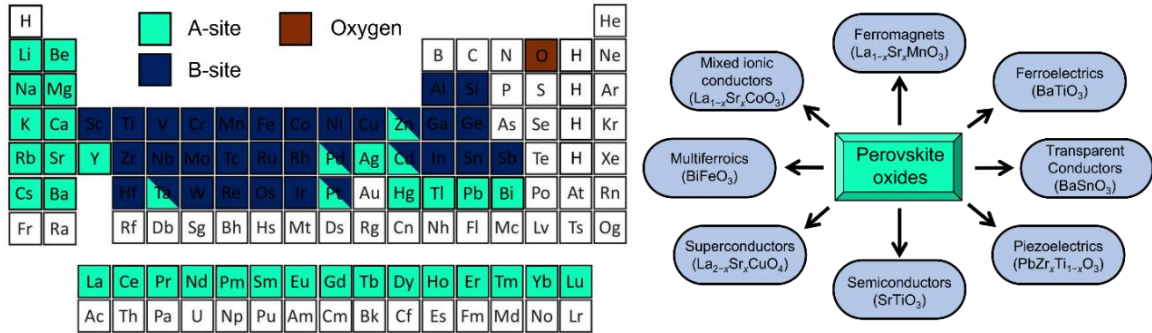 H He
A-site Oxygen
B-site
Li Be B C N O H Ne
Na Mg Al Si P S H Ar
K Ca Sc Ti V Cr Mn Fe Co Ni Cu Zn Ga Ge As Se H Kr
Rb Sr Y Zr Nb Mo Tc Ru Rh Pd Ag Cd In Sn Sb Te H Xe
Cs Ba Hf Ta W Re Os Ir Pt Au Hg Tl Pb Bi Po At Rn
Fr Ra Rf Db Sg Bh Hs Mt Ds Rg Cn Nh Fl Mc Lv Ts Og
La Ce Pr Nd Pm Sm Eu Gd Tb Dy Ho Er Tm Yb Lu
Ac Th Pa U Np Pu Am Cm Bk Cf Es Fm Md No Lr
Ferromagnets
(La₁₋ₓSrₓMnO₃)
Mixed ionic
conductors
(La₁₋ₓSrₓCoO₃)
Ferroelectrics
(BaTiO₃)
Multiferroics
(BiFeO₃)
Perovskite
oxides
Transparent
Conductors
(BaSnO₃)
Superconductors
(La₂₋ₓSrₓCuO₄)
Semiconductors
(SrTiO₃)
Piezoelectrics
(PbZrₓTi₁₋ₓO₃)